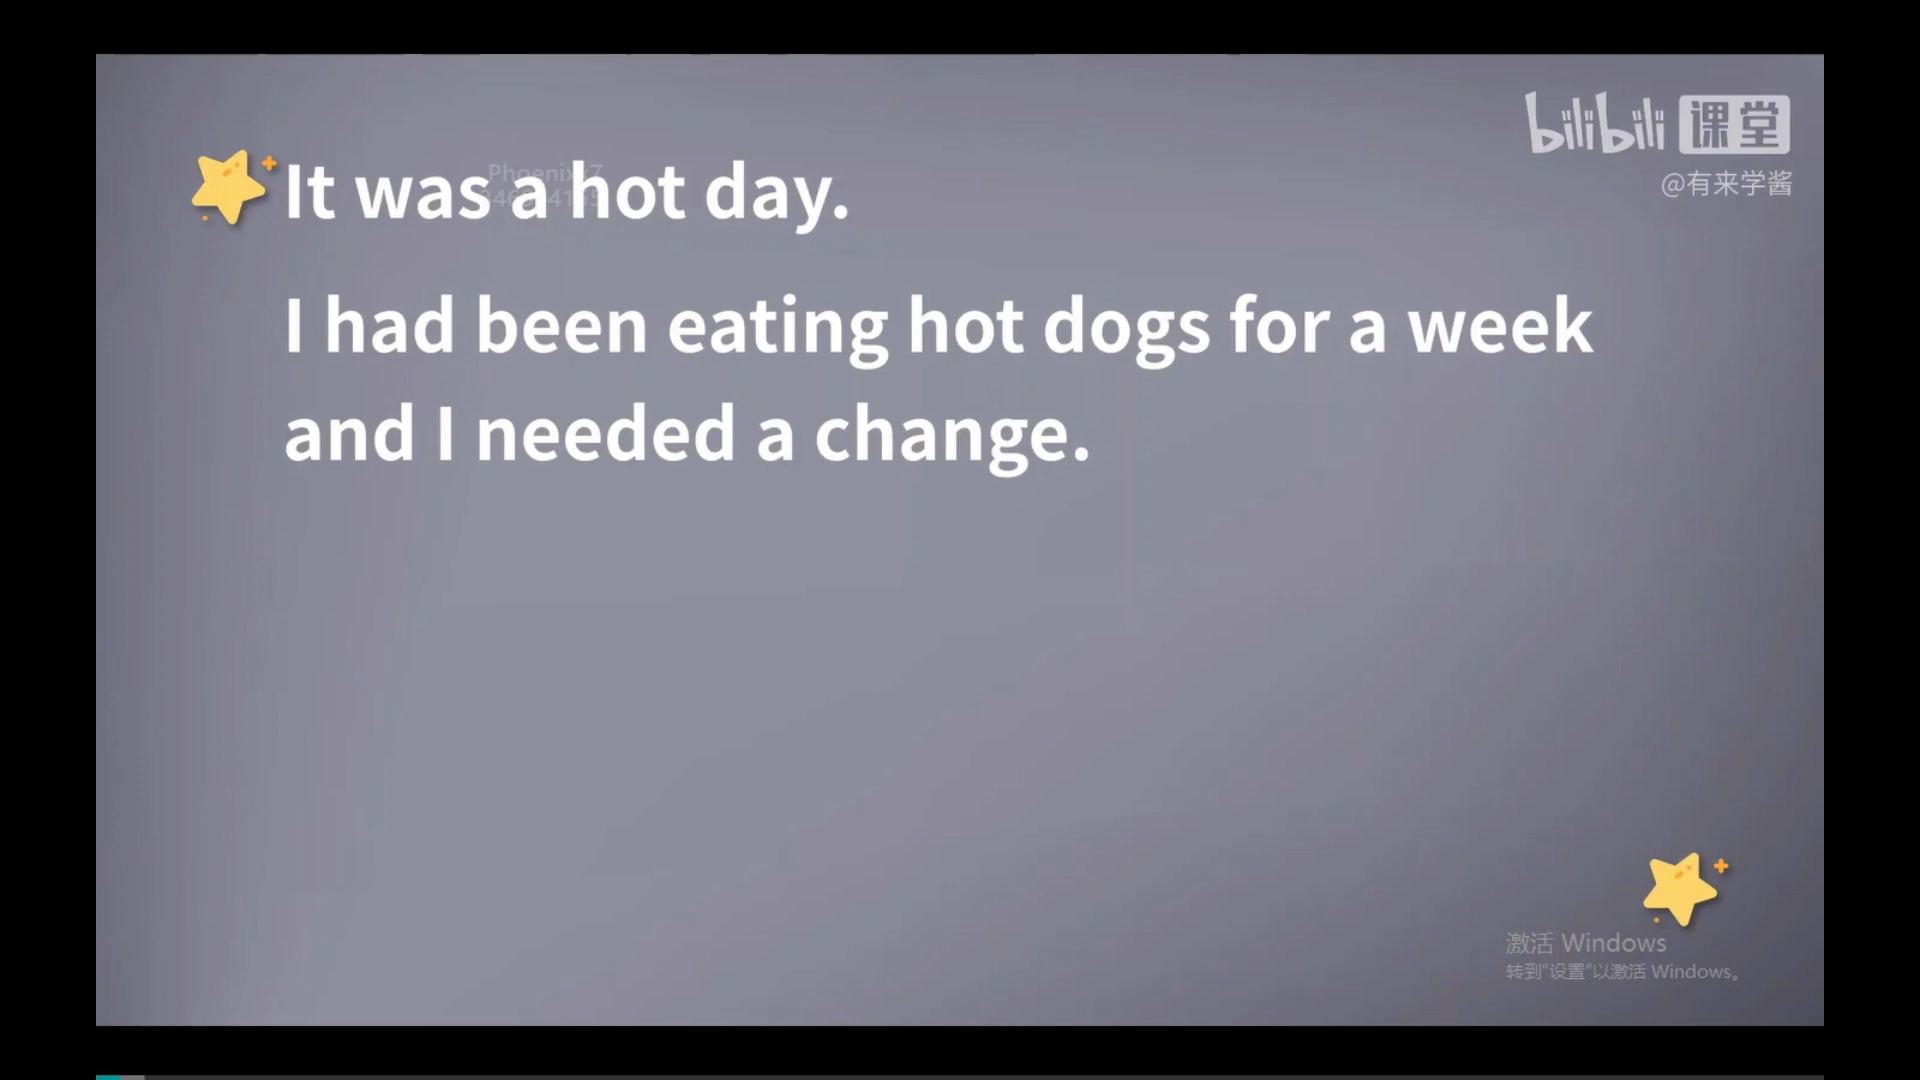 bilibili 课堂
@有来学酱
It was a hot day.
I had been eating hot dogs for a week
and I needed a change.
激活 Windows
转到"设置"以激活 Windows。